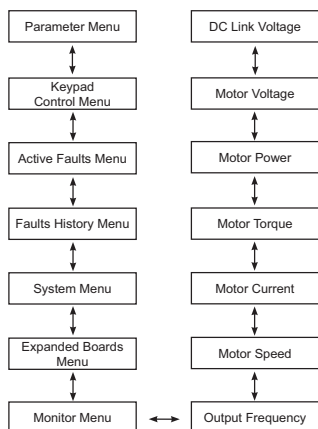 Parameter Menu
Keypad
Control Menu
Active Faults Menu
Faults History Menu
System Menu
Expanded Boards
Menu
Monitor Menu
DC Link Voltage
Motor Voltage
Motor Power
Motor Torque
Motor Current
Motor Speed
Output Frequency